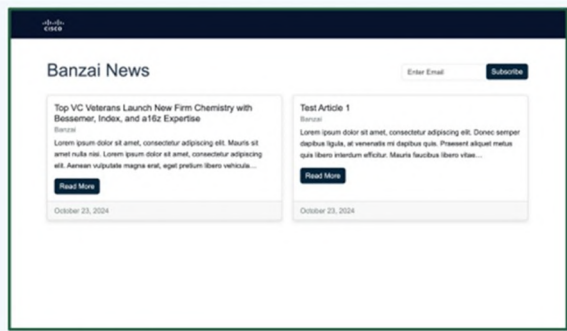 CISCO
Banzai News
Enter Email
Subscribe
Top VC Veterans Launch New Firm Chemistry with
Bessemer, Index, and a16z Expertise
Banzai
Lorem ipsum dolor sit amet, consectetur adipiscing elit. Mauris sit
amet nulla nisi. Lorem ipsum dolor sit amet, consectetur adipiscing
elit. Aenean vulputate magna erat, eget pretium libero vehicula...
Read More
October 23, 2024
Test Article 1
Banzai
Lorem ipsum dolor sit amet, consectetur adipiscing elit. Donec semper
dapibus ligula, at venenatis mi dapibus quis. Praesent aliquet metus
quis libero interdum efficitur. Mauris faucibus libero vitae...
Read More
October 23, 2024